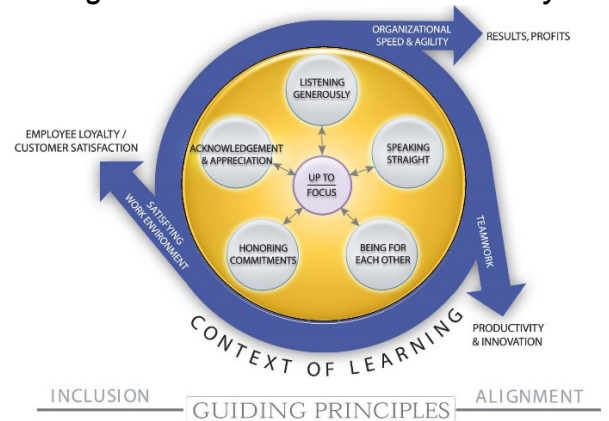 ORGANIZATIONAL
SPEED & AGILITY
RESULTS, PROFITS
LISTENING
GENEROUSLY
EMPLOYEE LOYALTY /
CUSTOMER SATISFACTION
ACKNOWLEDGEMENT
& APPRECIATION
SPEAKING
STRAIGHT
UP TO
FOCUS
SATISFYING
WORK ENVIRONMENT
TEAMWORK
HONORING
COMMITMENTS
BEING FOR
EACH OTHER
CONTEXT OF LEARNING
PRODUCTIVITY
& INNOVATION
INCLUSION
ALIGNMENT
GUIDING PRINCIPLES